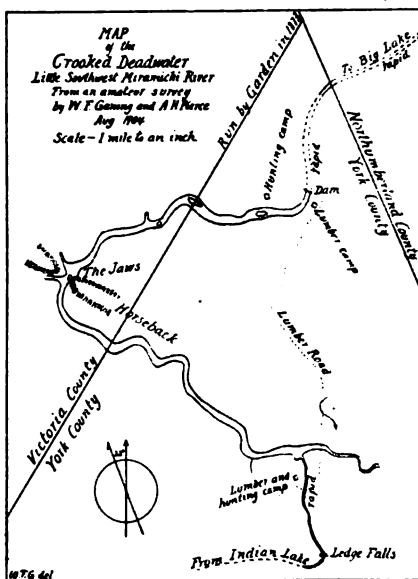 MAP
of the
Crooked Deadwater
Little Southwest Miramichi River
From an amateur survey
by W. F. Ganong and A H Pierce
Aug 1904
Scale – 1 mile to an inch.
Run by Garden in
To Big Lake
rapid
Northumberland County
York County
Hunting camp
rapid
Dam
Lumber camp
The Jaws
Horseback
Lumber Road
Victoria County
York County
Lumber and
hunting camp
rapid
From Indian Lake
Ledge Falls
del